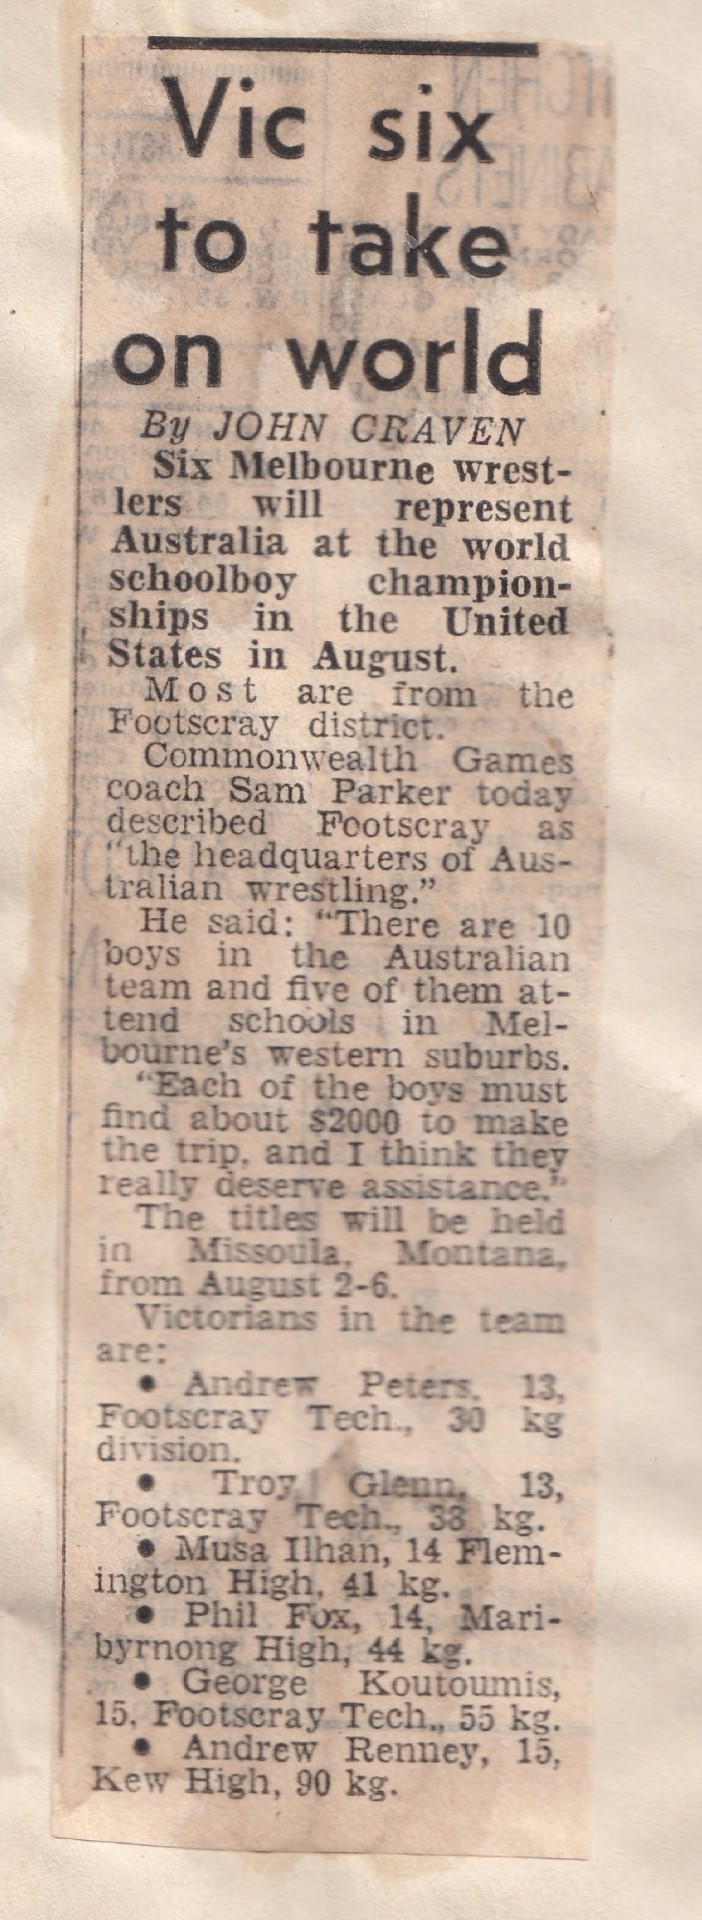 Vic six
to take
on world
By JOHN CRAVEN
Six Melbourne wrest-
lers will represent
Australia at the world
schoolboy champion-
ships in the United
States in August.
Most are from the
Footscray district.
Commonwealth Games
coach Sam Parker today
described Footscray as
"the headquarters of Aus-
tralian wrestling."
He said: "There are 10
boys in the Australian
team and five of them at-
tend schools in Mel-
bourne's western suburbs.
"Each of the boys must
find about $2000 to make
the trip, and I think they
really deserve assistance."
The titles will be held
in Missoula, Montana,
from August 2-6.
Victorians in the team
are:
• Andrew Peters, 13,
Footscray Tech., 30 kg
division.
• Troy Glenn, 13,
Footscray Tech., 38 kg.
• Musa Ilhan, 14 Flem-
ington High, 41 kg.
• Phil Fox, 14, Mari-
byrnong High, 44 kg.
• George Koutoumis,
15, Footscray Tech., 55 kg.
• Andrew Renney, 15,
Kew High, 90 kg.